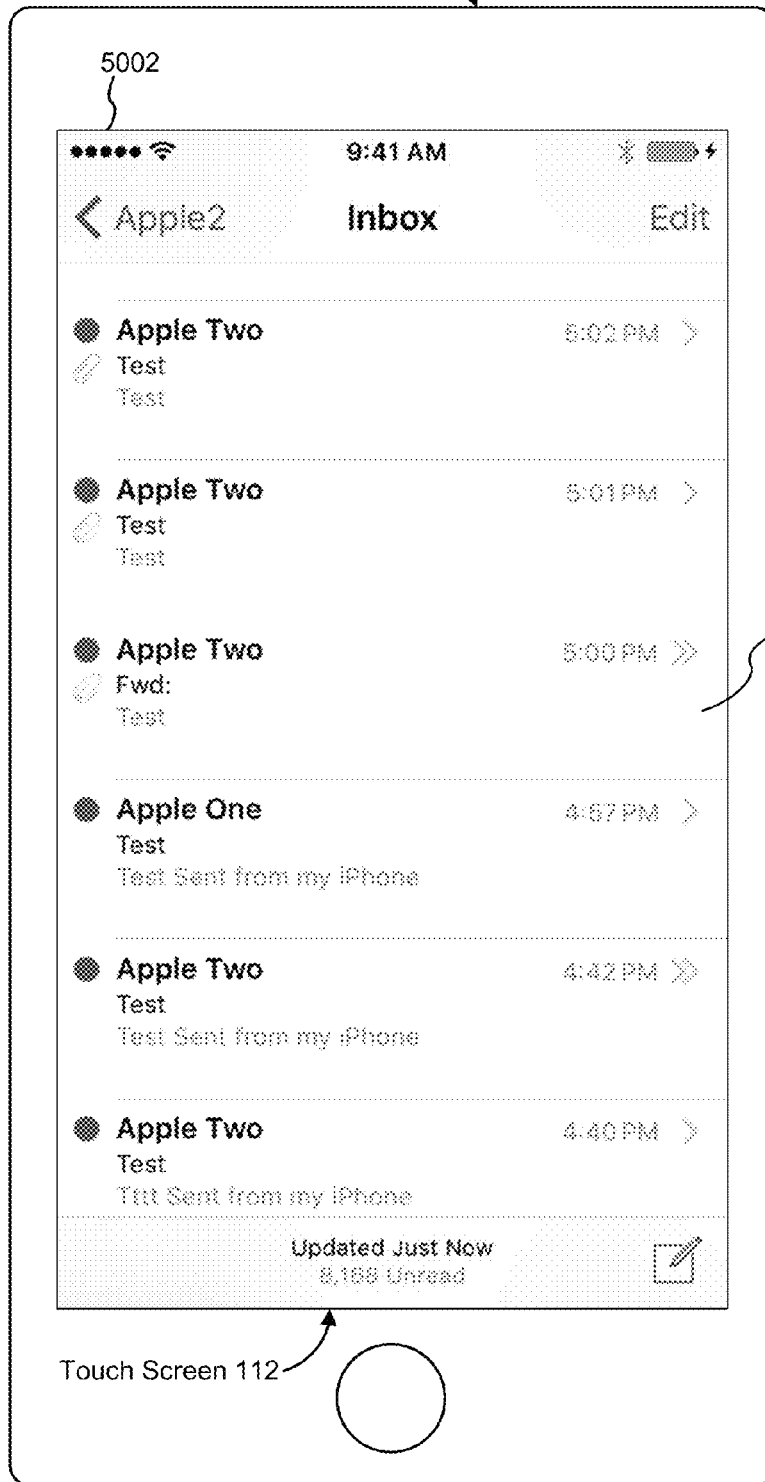 5002
9:41 AM
Apple2 Inbox Edit
Apple Two 5:02 PM
Test
Test
Apple Two 5:01 PM
Test
Test
Apple Two 5:00 PM
Fwd:
Test
Apple One 4:57 PM
Test
Test Sent from my iPhone
Apple Two 4:42 PM
Test
Test Sent from my iPhone
Apple Two 4:40 PM
Test
Tttt Sent from my iPhone
Updated Just Now
Unread
Touch Screen 112